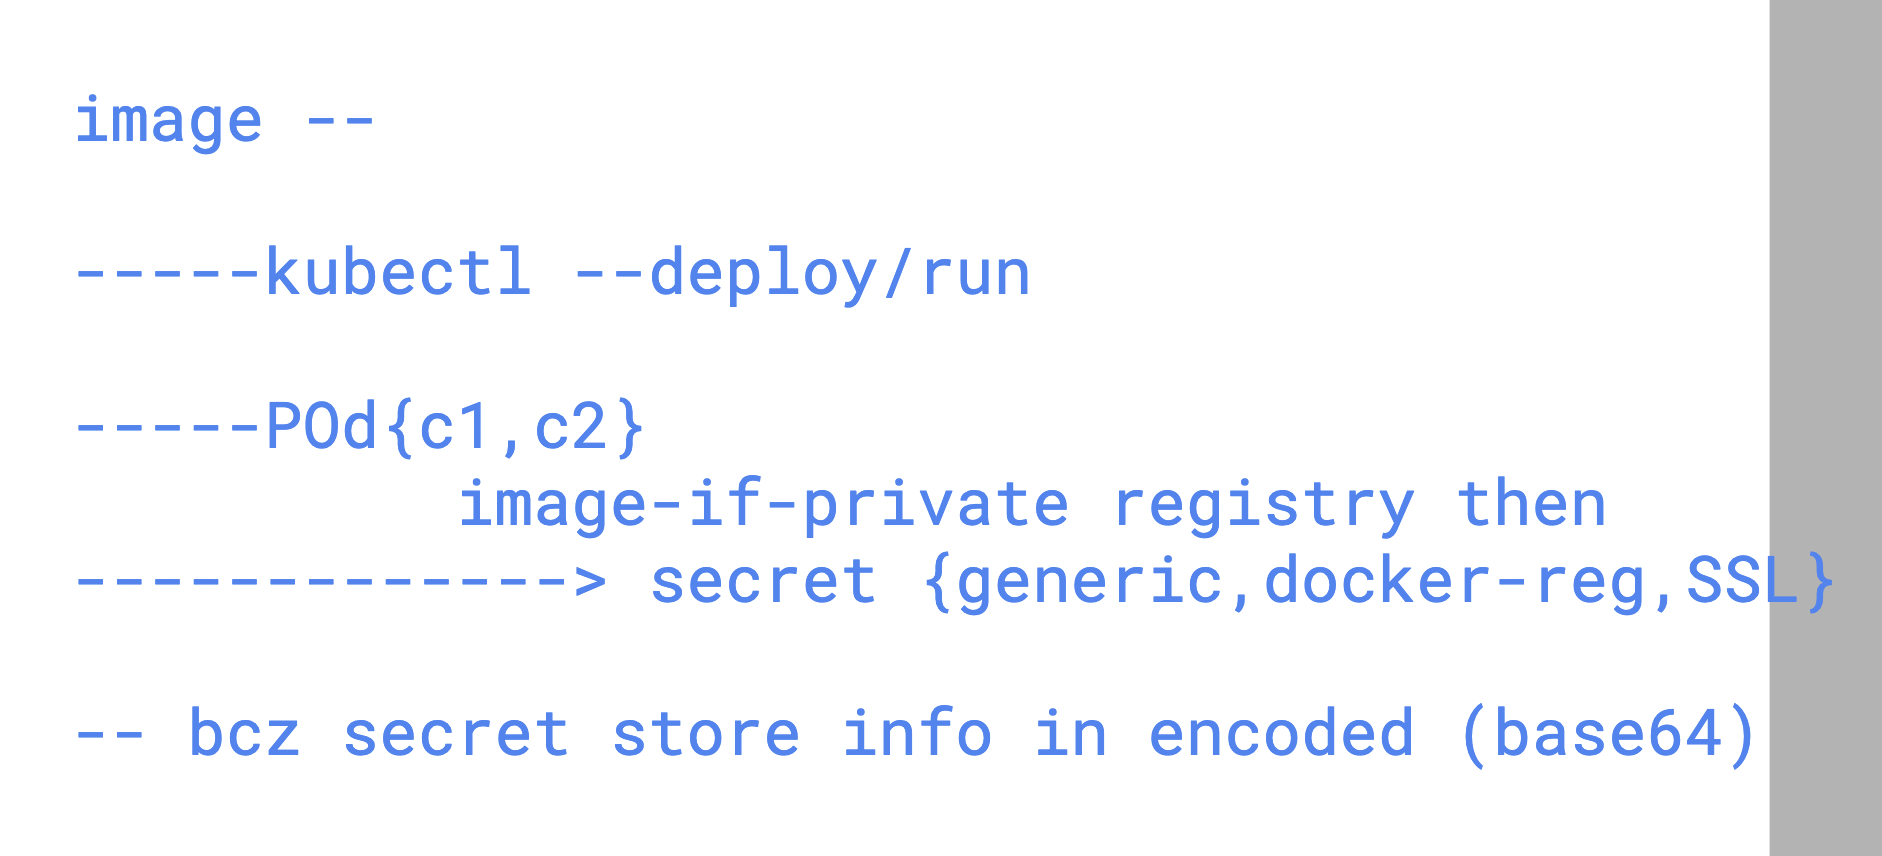 image --
-----kubectl --deploy/run
-----POd{c1,c2}
image-if-private registry then
-------------> secret {generic,docker-reg,SSL}
-- bcz secret store info in encoded (base64)